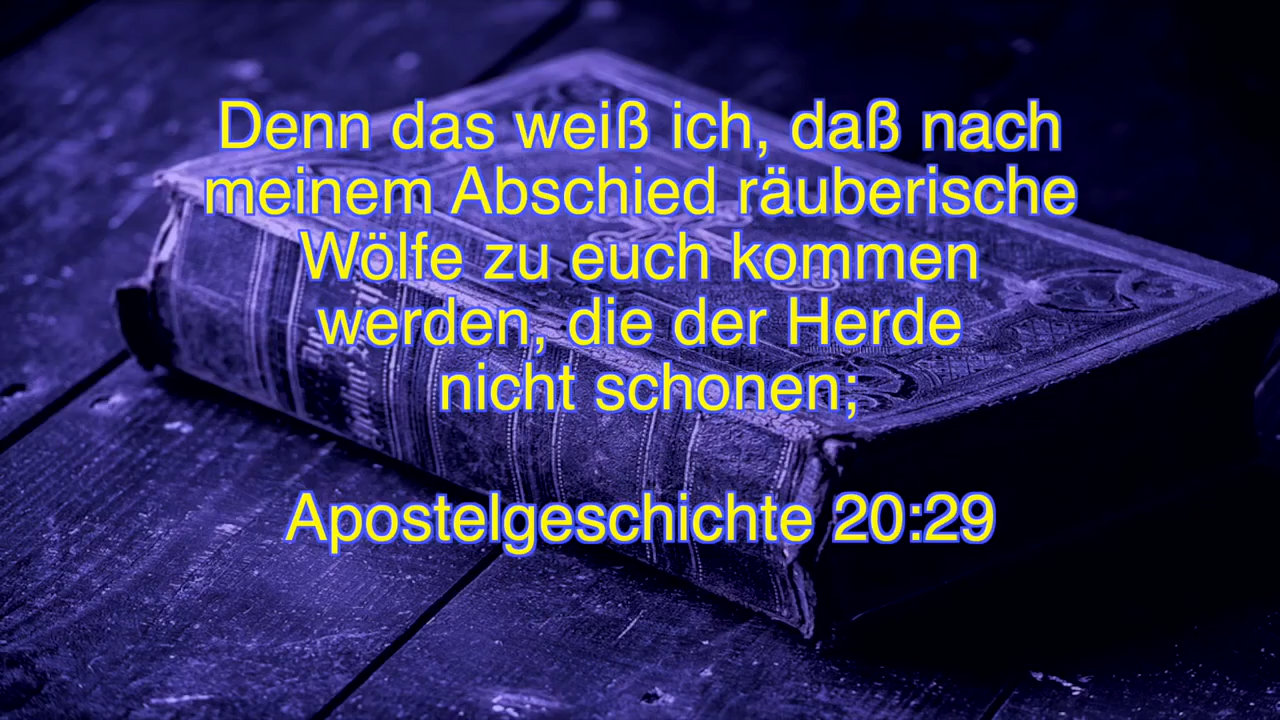 Denn das weiß ich, daß nach
meinem Abschied räuberische
Wölfe zu euch kommen
werden, die der Herde
nicht schonen;
Apostelgeschichte 20:29